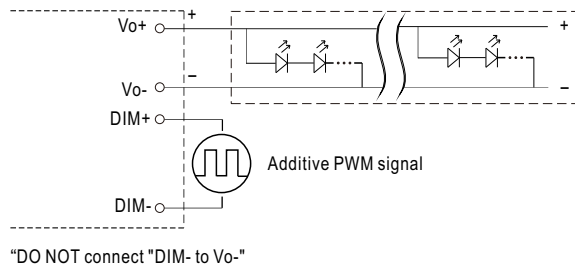 Vo+ + +
Vo- − −
DIM+
Additive PWM signal
DIM-
“DO NOT connect "DIM- to Vo-"